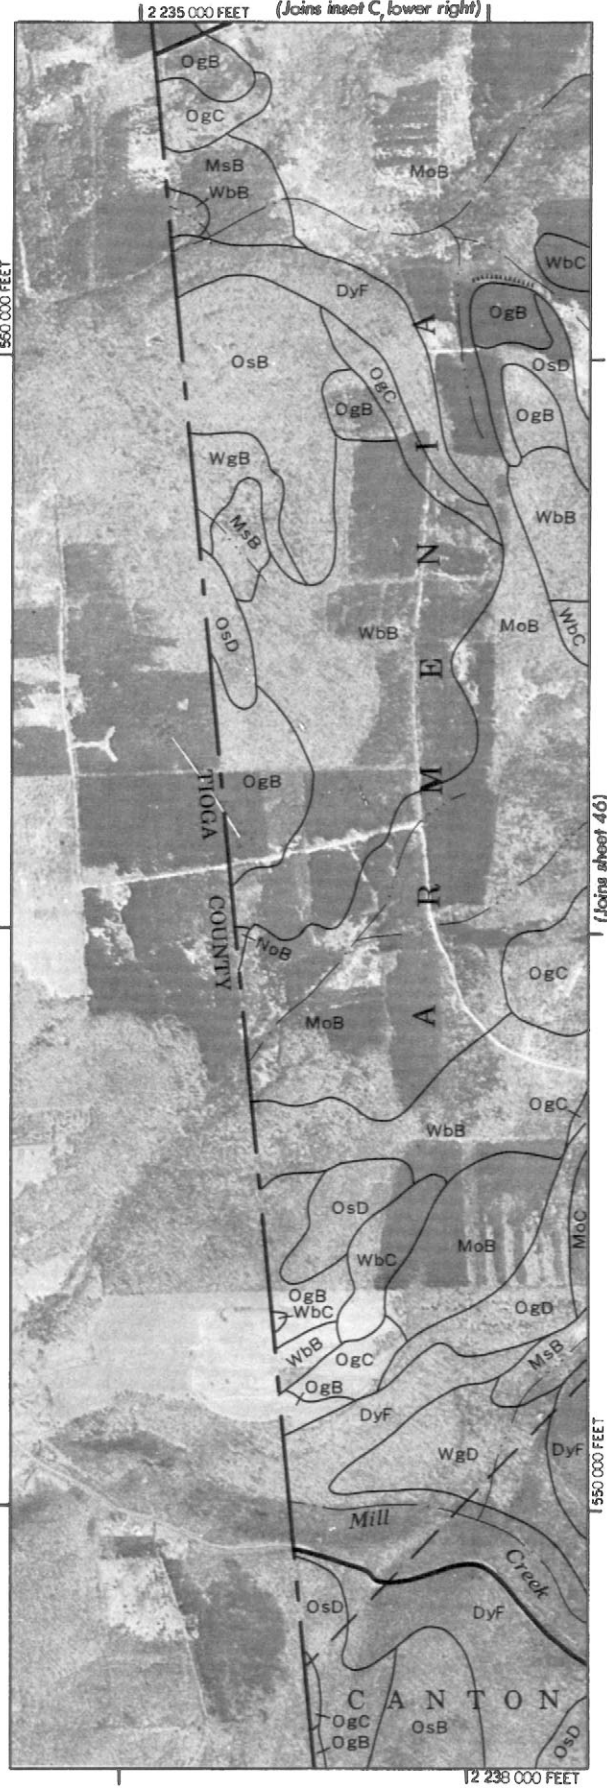 2 235 000 FEET (Joins inset C, lower right)
OgB
OgC
MsB
MoB
WbB
WbC
560 000 FEET
DyF
OgB
A
OsB
OsD
OgC
OgB
OgB
I
WgB
WbB
MsB
N
OsD
WbB
MoB
WbC
E
OgB
M
TIOGA COUNTY
(Joins sheet 46)
R
NoB
OgC
MoB
A
OgC
WbB
OsD
MoC
WbC
MoB
OgB
WbC
OgD
WbB
OgC
MsB
OgB
DyF
WgD
DyF
550 000 FEET
Mill Creek
OsD
DyF
CANTON
OgC
OsB
OgB
OsD
2 238 000 FEET